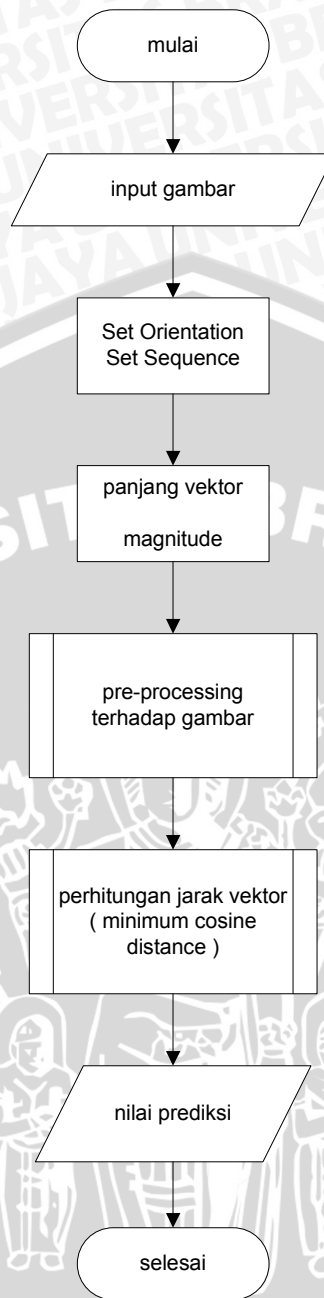 mulai
input gambar
Set Orientation
Set Sequence
panjang vektor
magnitude
pre-processing
terhadap gambar
perhitungan jarak vektor
( minimum cosine
distance )
nilai prediksi
selesai